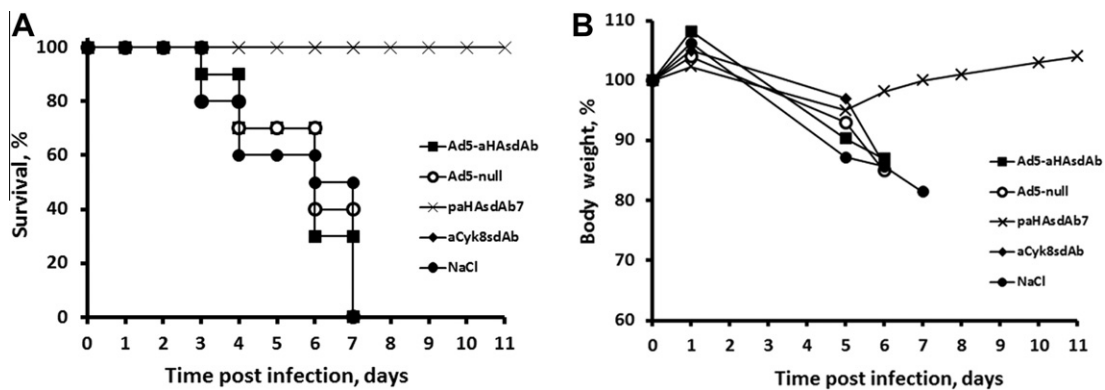 A
Survival, %
100
80
60
40
20
0
0 1 2 3 4 5 6 7 8 9 10 11
Time post infection, days
Ad5-aHAsdAb
Ad5-null
paHAsdAb7
aCyk8sdAb
NaCl
B
Body weight, %
110
100
90
80
70
60
0 1 2 3 4 5 6 7 8 9 10 11
Time post infection, days
Ad5-aHAsdAb
Ad5-null
paHAsdAb7
aCyk8sdAb
NaCl